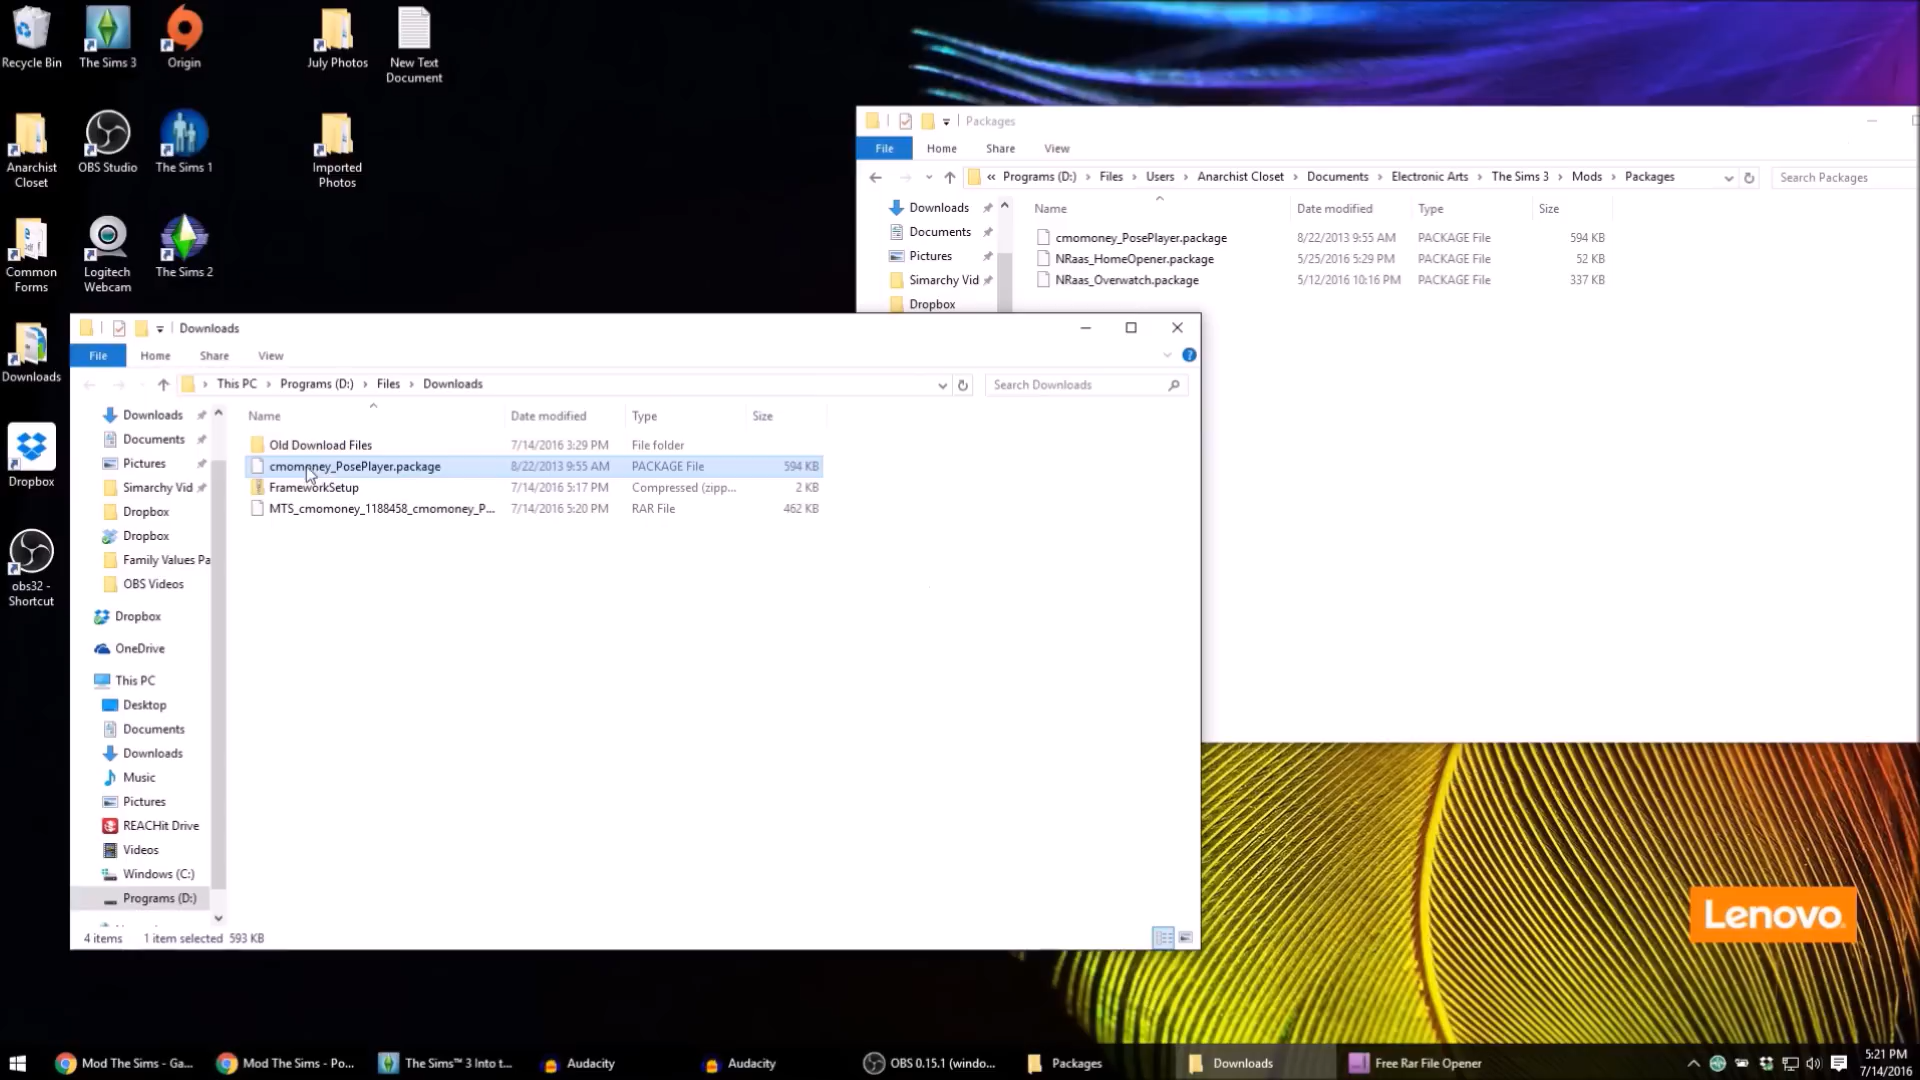 Recycle Bin
The Sims 3
Origin
July Photos
New Text
Document
Anarchist
Closet
OBS Studio
The Sims 1
Imported
Photos
Common
Forms
Logitech
Webcam
The Sims 2
Downloads
Dropbox
obs32 -
Shortcut
Packages
File Home Share View
« Programs (D:) › Files › Users › Anarchist Closet › Documents › Electronic Arts › The Sims 3 › Mods › Packages
Search Packages
Downloads
Documents
Pictures
Simarchy Vid
Dropbox
Name Date modified Type Size
cmomoney_PosePlayer.package 8/22/2013 9:55 AM PACKAGE File 594 KB
NRaas_HomeOpener.package 5/25/2016 5:29 PM PACKAGE File 52 KB
NRaas_Overwatch.package 5/12/2016 10:16 PM PACKAGE File 337 KB
Downloads
File Home Share View
› This PC › Programs (D:) › Files › Downloads
Search Downloads
Downloads
Documents
Pictures
Simarchy Vid
Dropbox
Dropbox
Family Values Pa
OBS Videos
Dropbox
OneDrive
This PC
Desktop
Documents
Downloads
Music
Pictures
REACHit Drive
Videos
Windows (C:)
Programs (D:)
Name Date modified Type Size
Old Download Files 7/14/2016 3:29 PM File folder
cmomoney_PosePlayer.package 8/22/2013 9:55 AM PACKAGE File 594 KB
FrameworkSetup 7/14/2016 5:17 PM Compressed (zipp... 2 KB
MTS_cmomoney_1188458_cmomoney_P... 7/14/2016 5:20 PM RAR File 462 KB
4 items 1 item selected 593 KB
Lenovo
Mod The Sims - Ga...
Mod The Sims - Po...
The Sims™ 3 Into t...
Audacity
Audacity
OBS 0.15.1 (windo...
Packages
Downloads
Free Rar File Opener
5:21 PM
7/14/2016